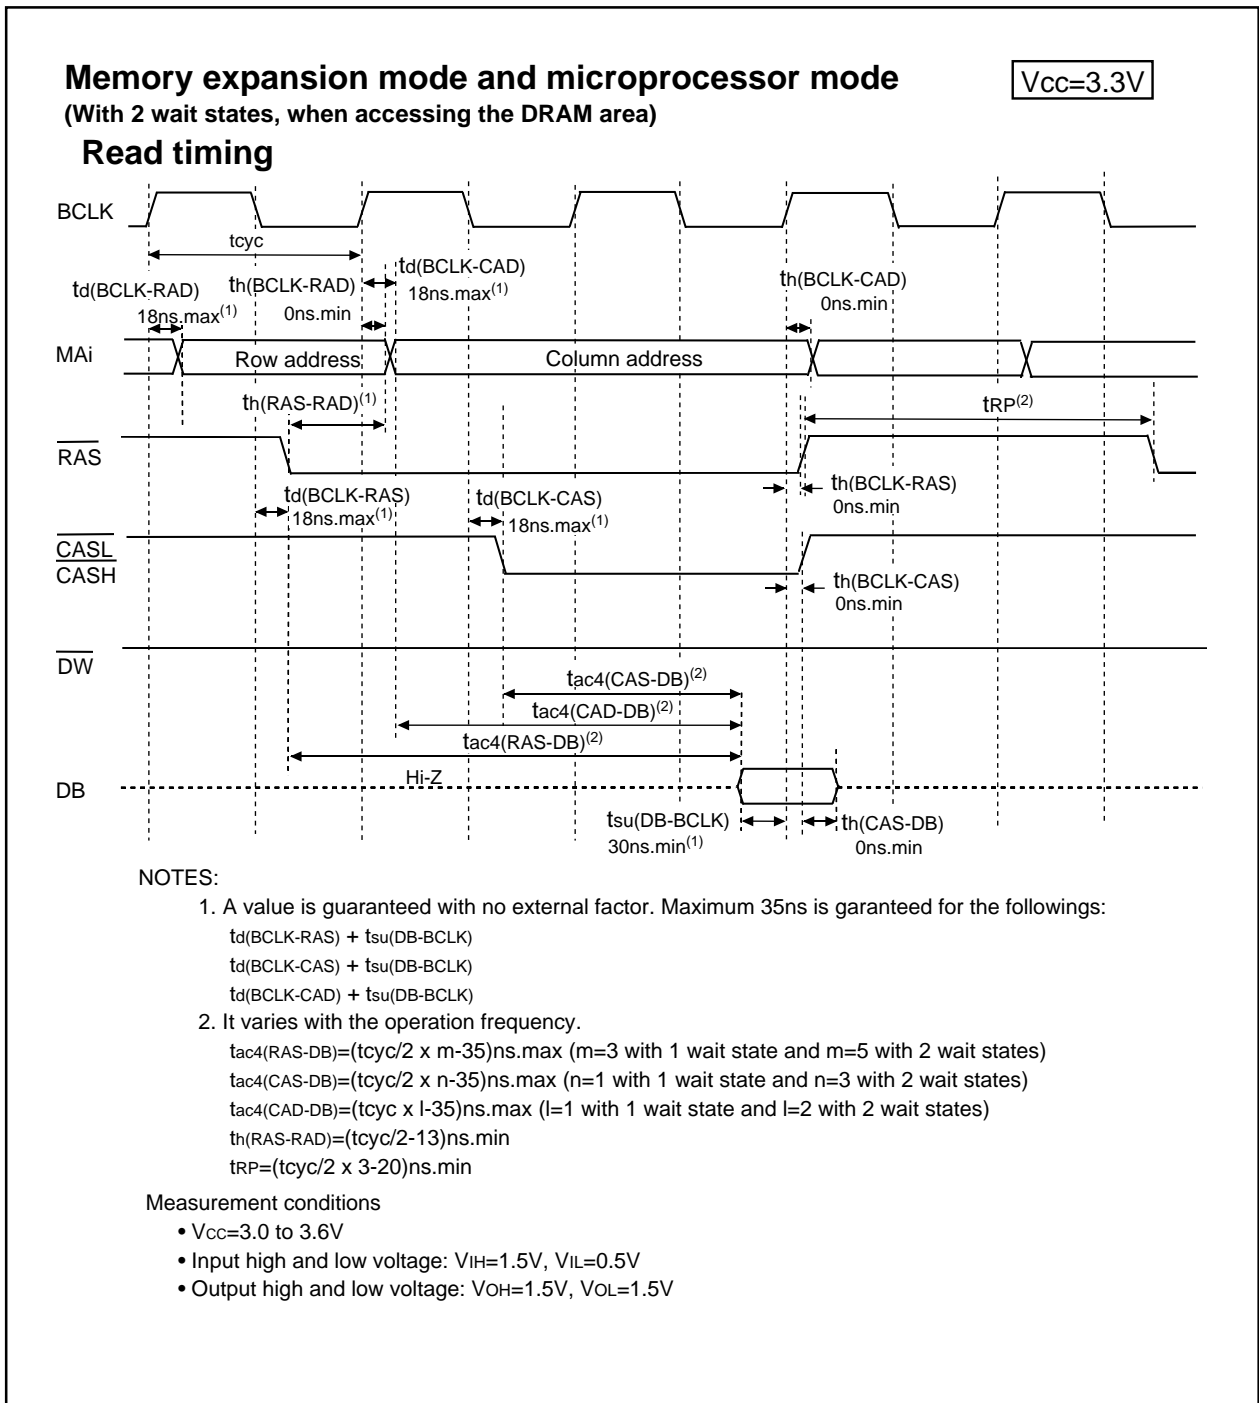 Memory expansion mode and microprocessor mode
Vcc=3.3V
(With 2 wait states, when accessing the DRAM area)
Read timing
BCLK
tcyc
td(BCLK-RAD)
18ns.max(1)
th(BCLK-RAD)
0ns.min
td(BCLK-CAD)
18ns.max(1)
th(BCLK-CAD)
0ns.min
MAi
Row address
Column address
th(RAS-RAD)(1)
tRP(2)
RAS
td(BCLK-RAS)
18ns.max(1)
td(BCLK-CAS)
18ns.max(1)
th(BCLK-RAS)
0ns.min
CASL
CASH
th(BCLK-CAS)
0ns.min
DW
tac4(CAS-DB)(2)
tac4(CAD-DB)(2)
tac4(RAS-DB)(2)
Hi-Z
DB
tsu(DB-BCLK)
30ns.min(1)
th(CAS-DB)
0ns.min
NOTES:
1. A value is guaranteed with no external factor. Maximum 35ns is garanteed for the followings:
td(BCLK-RAS) + tsu(DB-BCLK)
td(BCLK-CAS) + tsu(DB-BCLK)
td(BCLK-CAD) + tsu(DB-BCLK)
2. It varies with the operation frequency.
tac4(RAS-DB)=(tcyc/2 x m-35)ns.max (m=3 with 1 wait state and m=5 with 2 wait states)
tac4(CAS-DB)=(tcyc/2 x n-35)ns.max (n=1 with 1 wait state and n=3 with 2 wait states)
tac4(CAD-DB)=(tcyc x l-35)ns.max (l=1 with 1 wait state and l=2 with 2 wait states)
th(RAS-RAD)=(tcyc/2-13)ns.min
tRP=(tcyc/2 x 3-20)ns.min
Measurement conditions
• VCC=3.0 to 3.6V
• Input high and low voltage: VIH=1.5V, VIL=0.5V
• Output high and low voltage: VOH=1.5V, VOL=1.5V